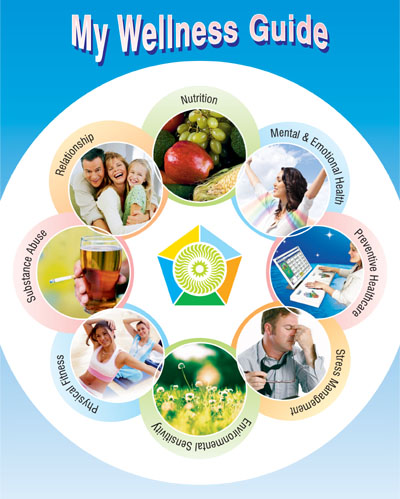 My Wellness Guide
Nutrition
Mental & Emotional Health
Preventive Healthcare
Stress Management
Environmental Sensitivity
Physical Fitness
Substance Abuse
Relationship